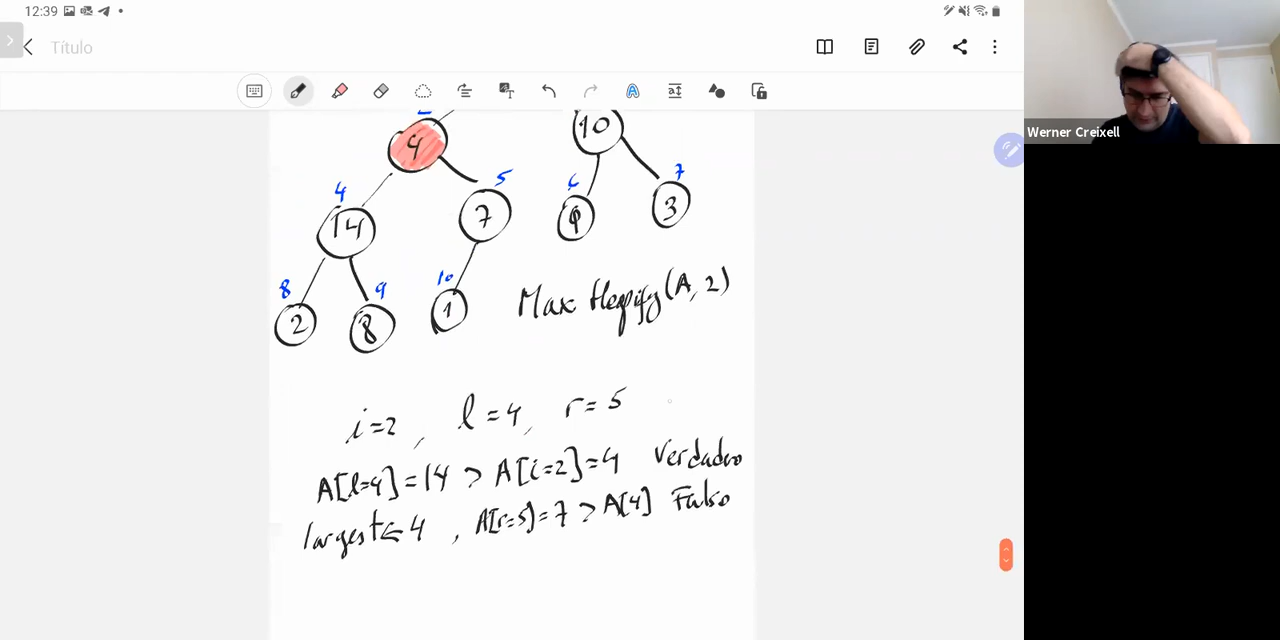 12:39
Título
4
10
4
5
6
7
14
7
9
3
8
9
10
2
8
1
Max Heapify(A, 2)
i=2, l=4, r=5
A[l=4]=14 > A[i=2]=4 Verdadero
largest ← 4, A[r=5]=7 > A[4] Falso
Werner Creixell